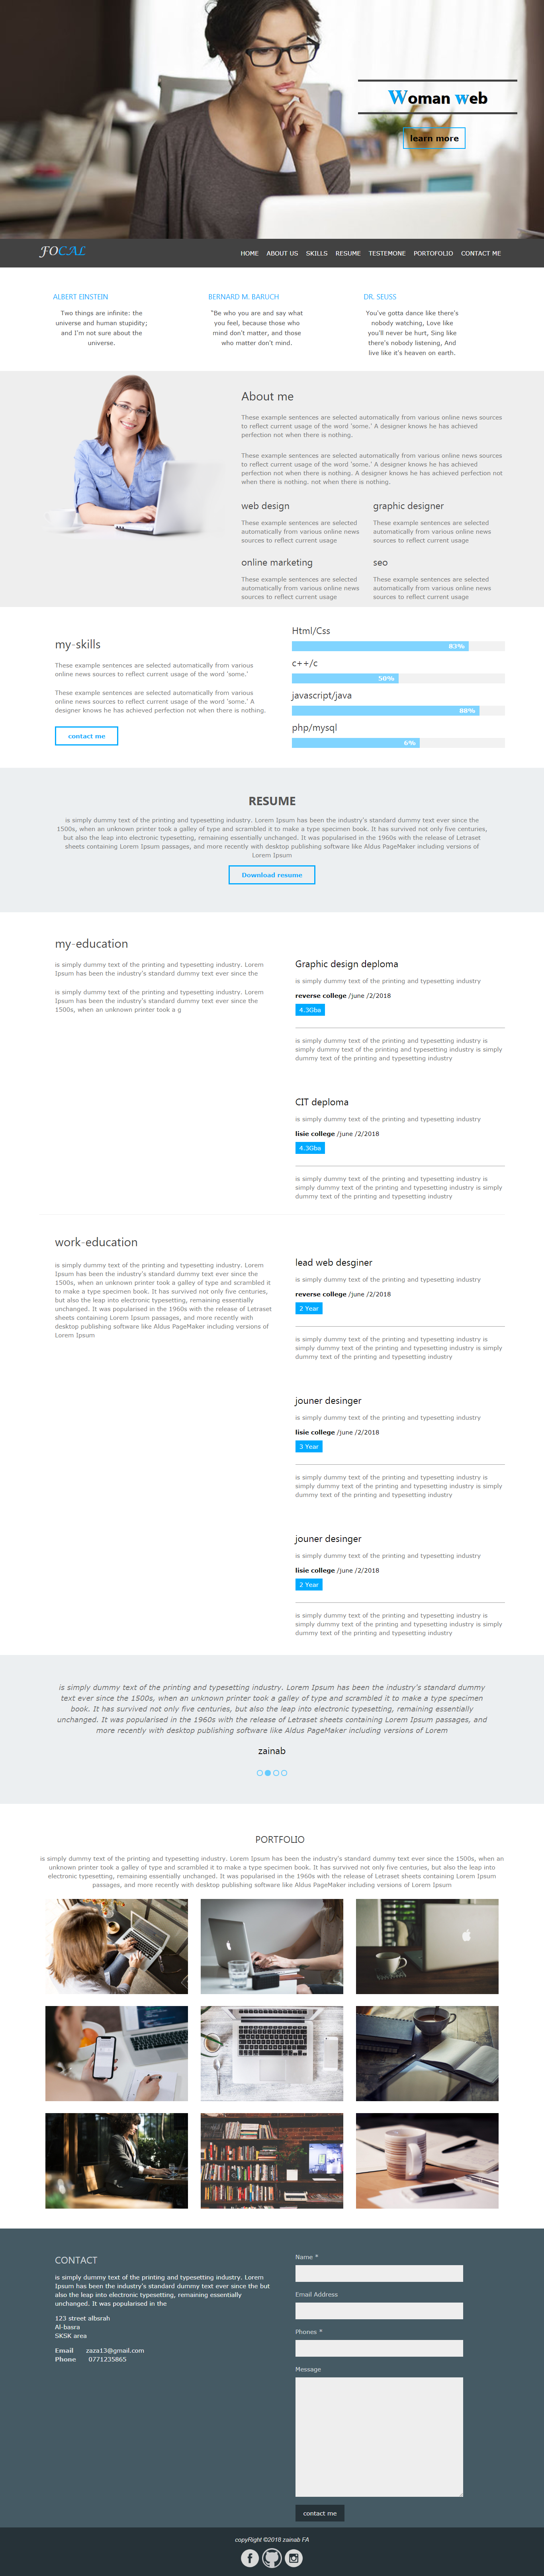 Woman web
learn more
FOCAL
HOME ABOUT US SKILLS RESUME TESTEMONE PORTOFOLIO CONTACT ME
ALBERT EINSTEIN
Two things are infinite: the
universe and human stupidity;
and I'm not sure about the
universe.
BERNARD M. BARUCH
"Be who you are and say what
you feel, because those who
mind don't matter, and those
who matter don't mind.
DR. SEUSS
You've gotta dance like there's
nobody watching, Love like
you'll never be hurt, Sing like
there's nobody listening, And
live like it's heaven on earth.
About me
These example sentences are selected automatically from various online news sources
to reflect current usage of the word 'some.' A designer knows he has achieved
perfection not when there is nothing.
These example sentences are selected automatically from various online news sources
to reflect current usage of the word 'some.' A designer knows he has achieved
perfection not when there is nothing. A designer knows he has achieved perfection not
when there is nothing. not when there is nothing.
web design
These example sentences are selected
automatically from various online news
sources to reflect current usage
graphic designer
These example sentences are selected
automatically from various online news
sources to reflect current usage
online marketing
These example sentences are selected
automatically from various online news
sources to reflect current usage
seo
These example sentences are selected
automatically from various online news
sources to reflect current usage
my-skills
These example sentences are selected automatically from various
online news sources to reflect current usage of the word 'some.'
These example sentences are selected automatically from various
online news sources to reflect current usage of the word 'some.' A
designer knows he has achieved perfection not when there is nothing.
contact me
Html/Css
83%
c++/c
50%
javascript/java
88%
php/mysql
6%
RESUME
is simply dummy text of the printing and typesetting industry. Lorem Ipsum has been the industry's standard dummy text ever since the
1500s, when an unknown printer took a galley of type and scrambled it to make a type specimen book. It has survived not only five centuries,
but also the leap into electronic typesetting, remaining essentially unchanged. It was popularised in the 1960s with the release of Letraset
sheets containing Lorem Ipsum passages, and more recently with desktop publishing software like Aldus PageMaker including versions of
Lorem Ipsum
Download resume
my-education
is simply dummy text of the printing and typesetting industry. Lorem
Ipsum has been the industry's standard dummy text ever since the
is simply dummy text of the printing and typesetting industry. Lorem
Ipsum has been the industry's standard dummy text ever since the
1500s, when an unknown printer took a g
Graphic design deploma
is simply dummy text of the printing and typesetting industry
reverse college /june /2/2018
4.3Gba
is simply dummy text of the printing and typesetting industry is
simply dummy text of the printing and typesetting industry is simply
dummy text of the printing and typesetting industry
CIT deploma
is simply dummy text of the printing and typesetting industry
lisie college /june /2/2018
4.3Gba
is simply dummy text of the printing and typesetting industry is
simply dummy text of the printing and typesetting industry is simply
dummy text of the printing and typesetting industry
work-education
is simply dummy text of the printing and typesetting industry. Lorem
Ipsum has been the industry's standard dummy text ever since the
1500s, when an unknown printer took a galley of type and scrambled it
to make a type specimen book. It has survived not only five centuries,
but also the leap into electronic typesetting, remaining essentially
unchanged. It was popularised in the 1960s with the release of Letraset
sheets containing Lorem Ipsum passages, and more recently with
desktop publishing software like Aldus PageMaker including versions of
Lorem Ipsum
lead web desginer
is simply dummy text of the printing and typesetting industry
reverse college /june /2/2018
2 Year
is simply dummy text of the printing and typesetting industry is
simply dummy text of the printing and typesetting industry is simply
dummy text of the printing and typesetting industry
jouner desinger
is simply dummy text of the printing and typesetting industry
lisie college /june /2/2018
3 Year
is simply dummy text of the printing and typesetting industry is
simply dummy text of the printing and typesetting industry is simply
dummy text of the printing and typesetting industry
jouner desinger
is simply dummy text of the printing and typesetting industry
lisie college /june /2/2018
2 Year
is simply dummy text of the printing and typesetting industry is
simply dummy text of the printing and typesetting industry is simply
dummy text of the printing and typesetting industry
is simply dummy text of the printing and typesetting industry. Lorem Ipsum has been the industry's standard dummy
text ever since the 1500s, when an unknown printer took a galley of type and scrambled it to make a type specimen
book. It has survived not only five centuries, but also the leap into electronic typesetting, remaining essentially
unchanged. It was popularised in the 1960s with the release of Letraset sheets containing Lorem Ipsum passages, and
more recently with desktop publishing software like Aldus PageMaker including versions of Lorem
zainab
PORTFOLIO
is simply dummy text of the printing and typesetting industry. Lorem Ipsum has been the industry's standard dummy text ever since the 1500s, when an
unknown printer took a galley of type and scrambled it to make a type specimen book. It has survived not only five centuries, but also the leap into
electronic typesetting, remaining essentially unchanged. It was popularised in the 1960s with the release of Letraset sheets containing Lorem Ipsum
passages, and more recently with desktop publishing software like Aldus PageMaker including versions of Lorem Ipsum
CONTACT
is simply dummy text of the printing and typesetting industry. Lorem
Ipsum has been the industry's standard dummy text ever since the but
also the leap into electronic typesetting, remaining essentially
unchanged. It was popularised in the
123 street albsrah
Al-basra
SKSK area
Email zaza13@gmail.com
Phone 0771235865
Name *
Email Address
Phones *
Message
contact me
copyRight ©2018 zainab FA